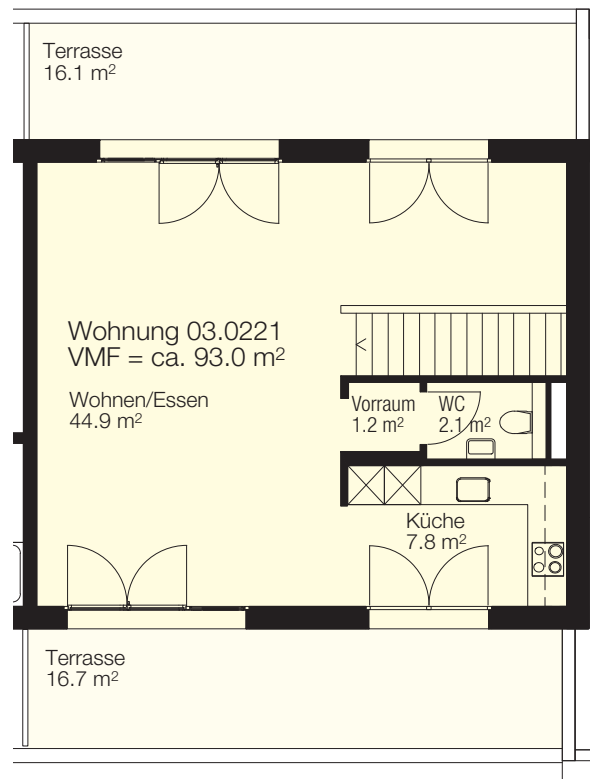 Terrasse
16.1 m²
Wohnung 03.0221
VMF = ca. 93.0 m²
Wohnen/Essen
44.9 m²
Vorraum
1.2 m²
WC
2.1 m²
Küche
7.8 m²
Terrasse
16.7 m²